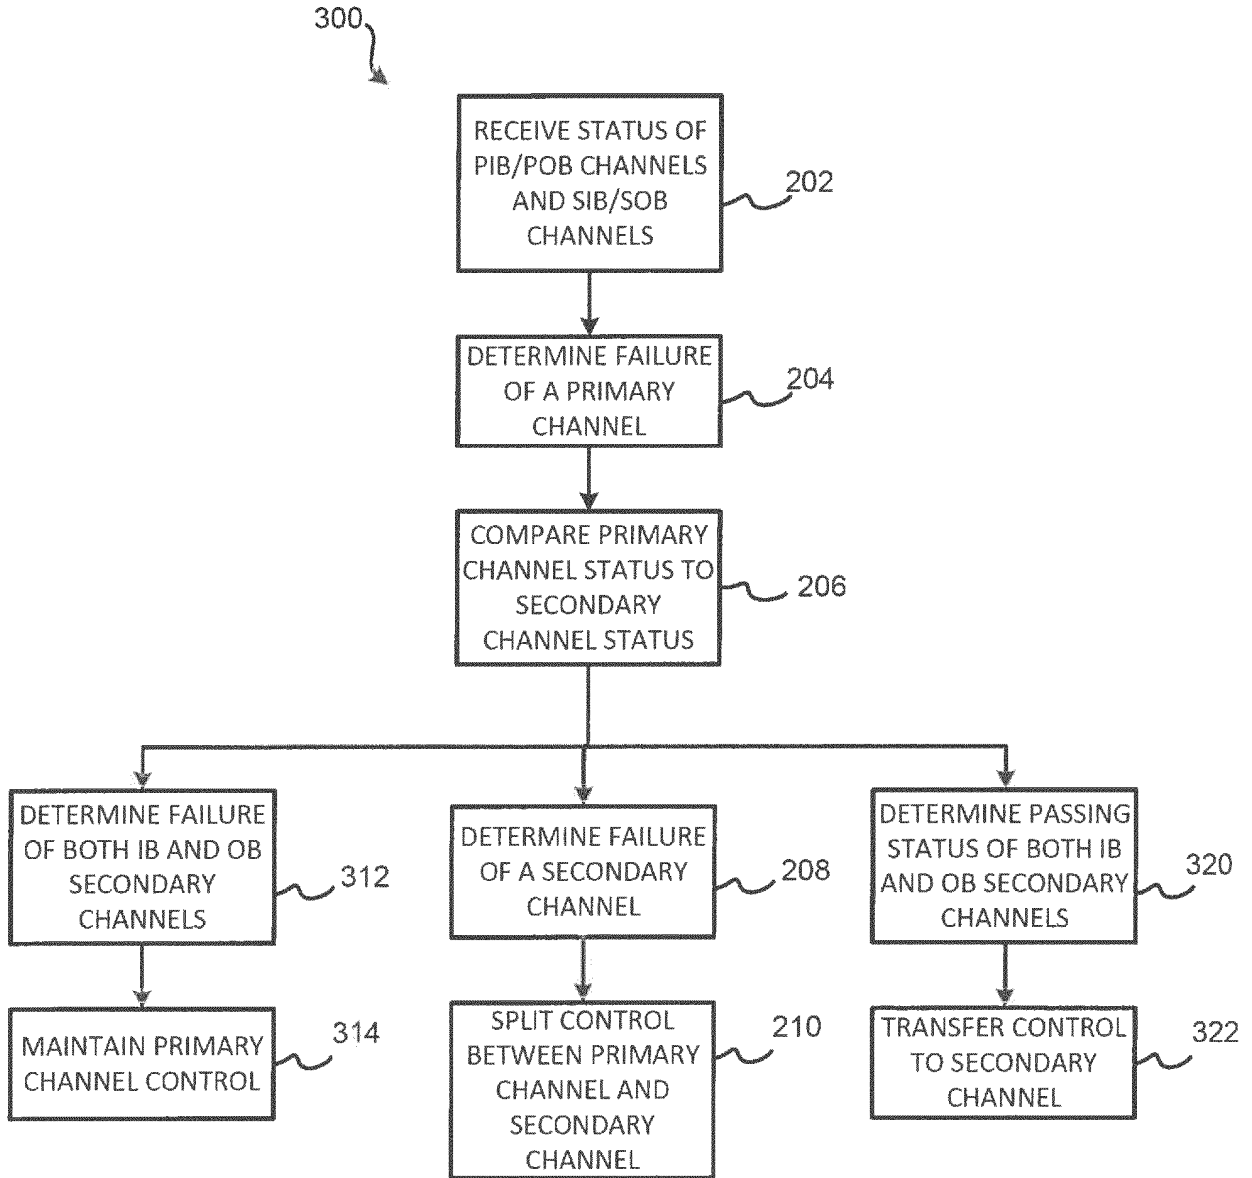 300
RECEIVE STATUS OF
PIB/POB CHANNELS
AND SIB/SOB
CHANNELS
202
DETERMINE FAILURE
OF A PRIMARY
CHANNEL
204
COMPARE PRIMARY
CHANNEL STATUS TO
SECONDARY
CHANNEL STATUS
206
DETERMINE FAILURE
OF BOTH IB AND OB
SECONDARY
CHANNELS
312
DETERMINE FAILURE
OF A SECONDARY
CHANNEL
208
DETERMINE PASSING
STATUS OF BOTH IB
AND OB SECONDARY
CHANNELS
320
MAINTAIN PRIMARY
CHANNEL CONTROL
314
SPLIT CONTROL
BETWEEN PRIMARY
CHANNEL AND
SECONDARY
CHANNEL
210
TRANSFER CONTROL
TO SECONDARY
CHANNEL
322